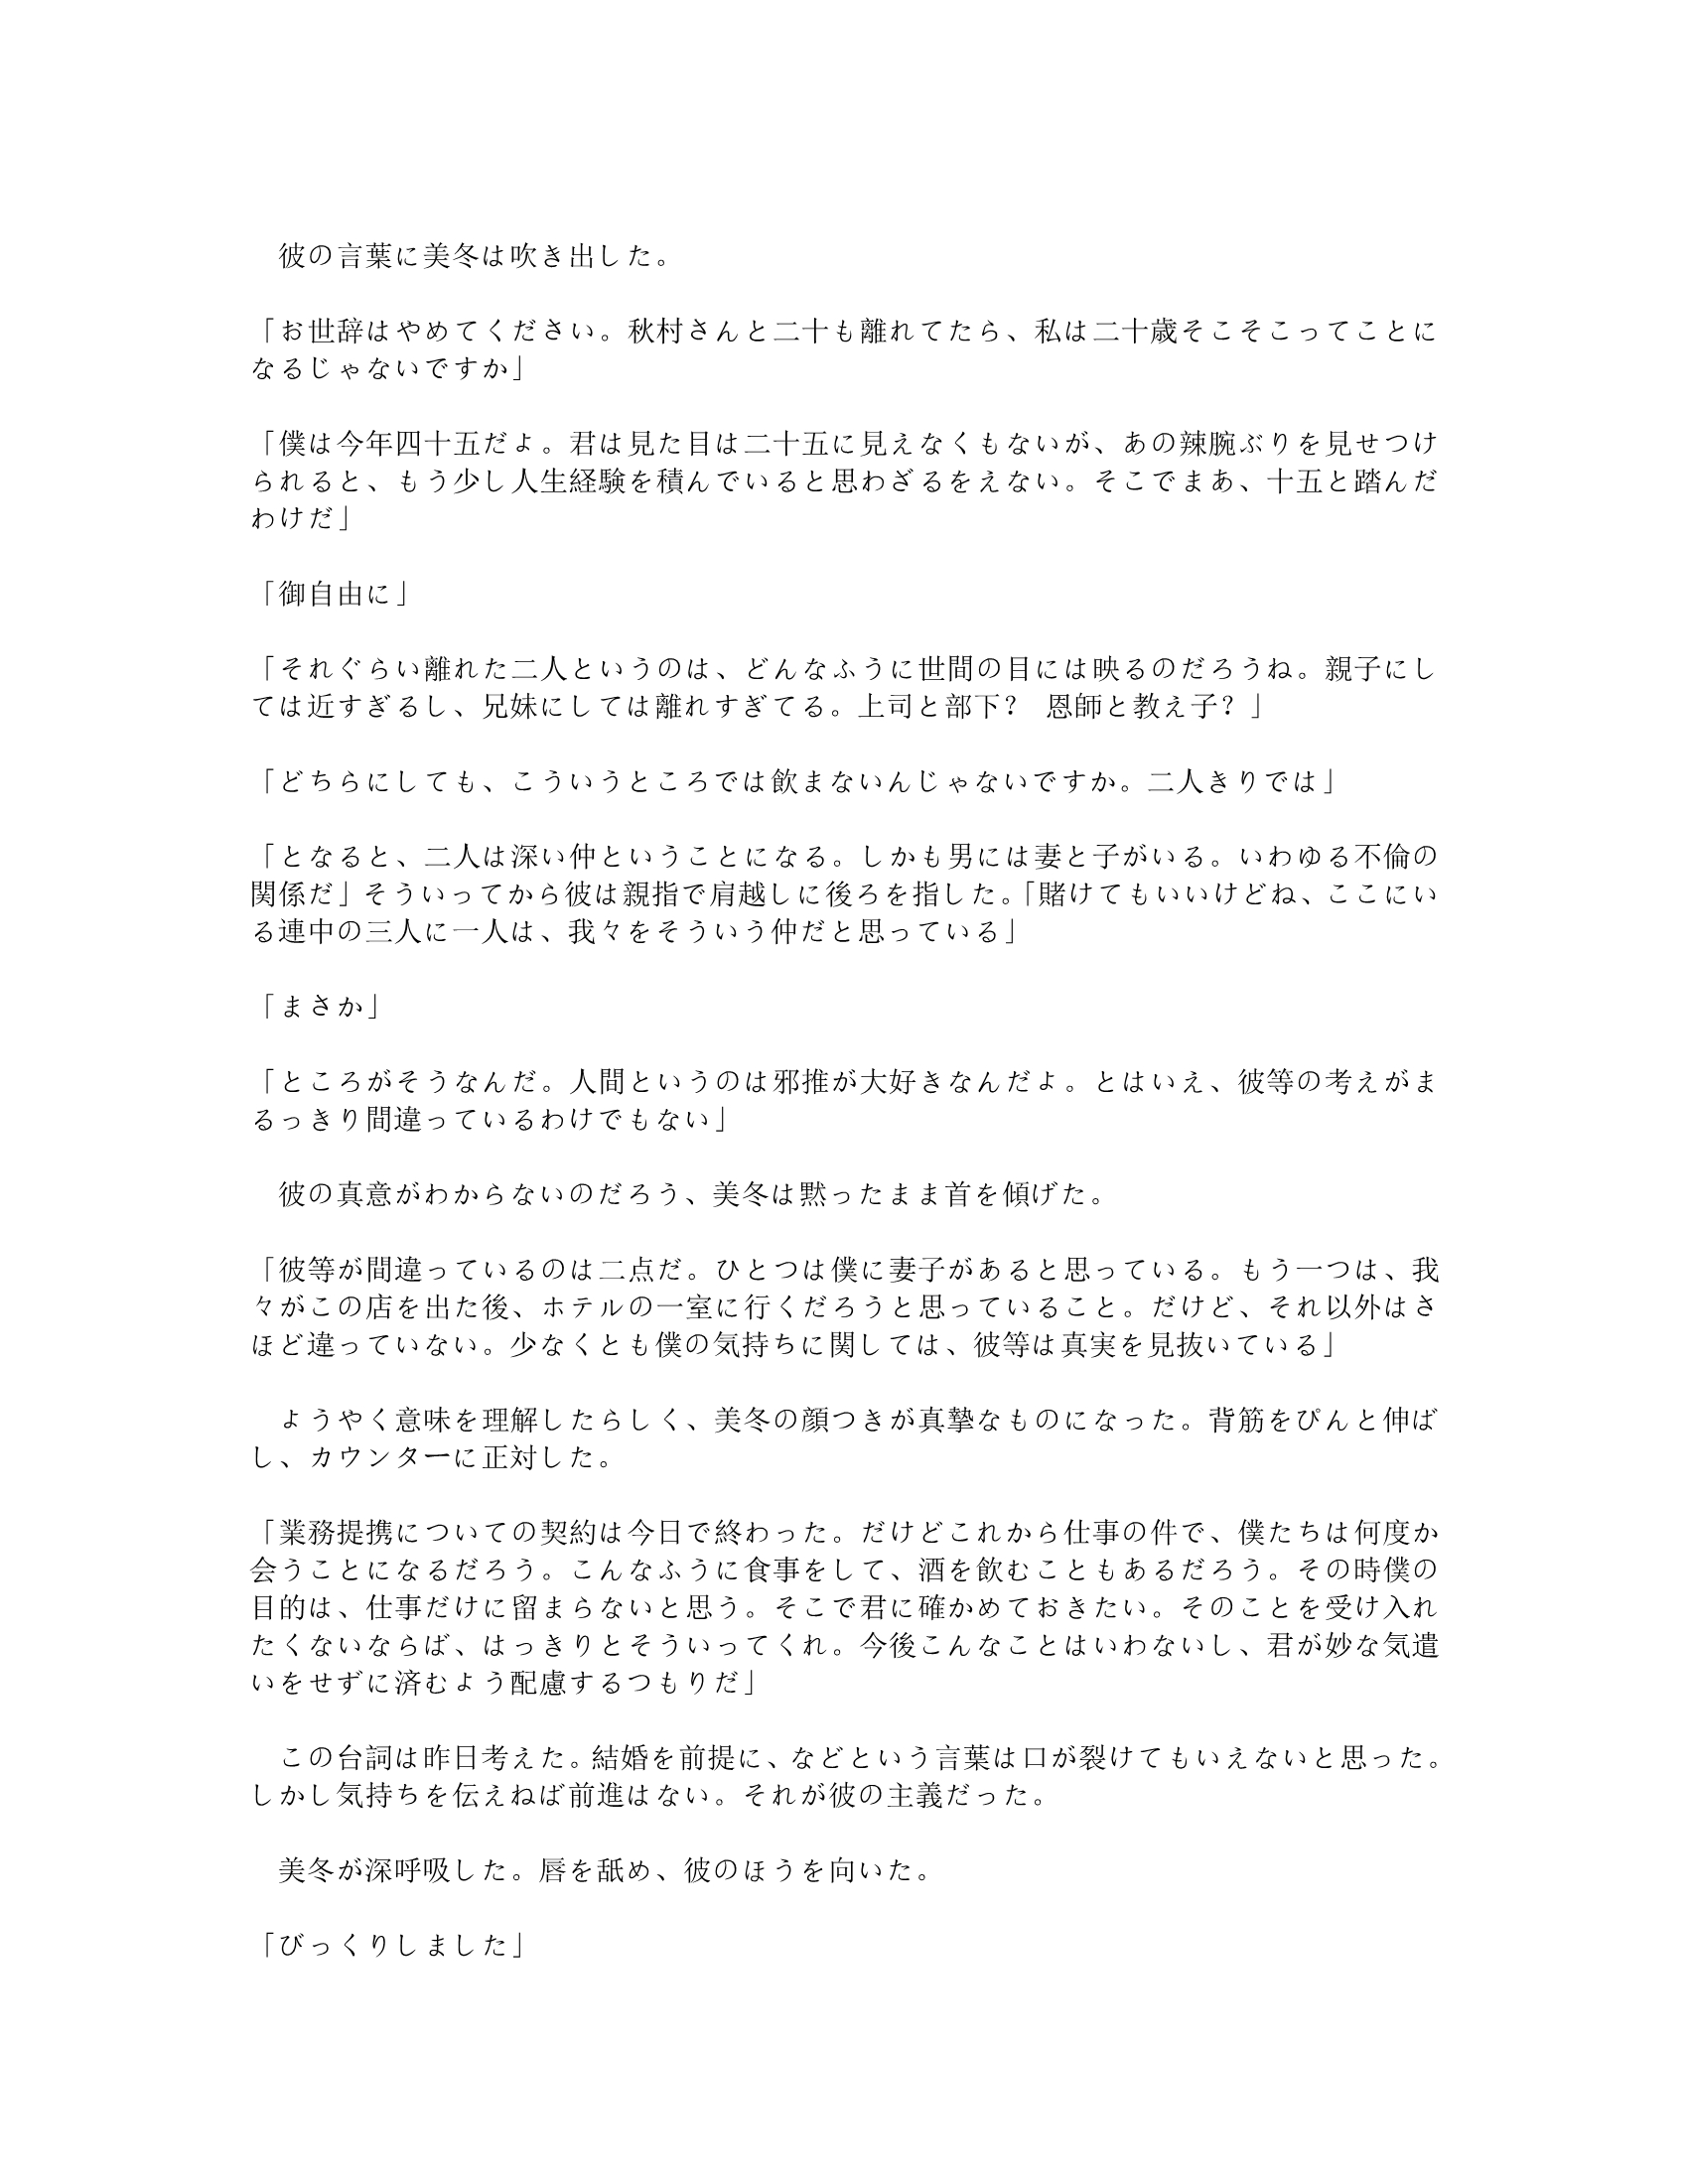 彼の言葉に美冬は吹き出した。
「お世辞はやめてください。秋村さんと二十も離れてたら、私は二十歳そこそこってことに
なるじゃないですか」
「僕は今年四十五だよ。君は見た目は二十五に見えなくもないが、あの辣腕ぶりを見せつけ
られると、もう少し人生経験を積んでいると思わざるをえない。そこでまあ、十五と踏んだ
わけだ」
「御自由に」
「それぐらい離れた二人というのは、どんなふうに世間の目には映るのだろうね。親子にし
ては近すぎるし、兄妹にしては離れすぎてる。上司と部下？　恩師と教え子？」
「どちらにしても、こういうところでは飲まないんじゃないですか。二人きりでは」
「となると、二人は深い仲ということになる。しかも男には妻と子がいる。いわゆる不倫の
関係だ」そういってから彼は親指で肩越しに後ろを指した。「賭けてもいいけどね、ここにい
る連中の三人に一人は、我々をそういう仲だと思っている」
「まさか」
「ところがそうなんだ。人間というのは邪推が大好きなんだよ。とはいえ、彼等の考えがま
るっきり間違っているわけでもない」
　彼の真意がわからないのだろう、美冬は黙ったまま首を傾げた。
「彼等が間違っているのは二点だ。ひとつは僕に妻子があると思っている。もう一つは、我
々がこの店を出た後、ホテルの一室に行くだろうと思っていること。だけど、それ以外はさ
ほど違っていない。少なくとも僕の気持ちに関しては、彼等は真実を見抜いている」
　ようやく意味を理解したらしく、美冬の顔つきが真摯なものになった。背筋をぴんと伸ば
し、カウンターに正対した。
「業務提携についての契約は今日で終わった。だけどこれから仕事の件で、僕たちは何度か
会うことになるだろう。こんなふうに食事をして、酒を飲むこともあるだろう。その時僕の
目的は、仕事だけに留まらないと思う。そこで君に確かめておきたい。そのことを受け入れ
たくないならば、はっきりとそういってくれ。今後こんなことはいわないし、君が妙な気遣
いをせずに済むよう配慮するつもりだ」
　この台詞は昨日考えた。結婚を前提に、などという言葉は口が裂けてもいえないと思った。
しかし気持ちを伝えねば前進はない。それが彼の主義だった。
　美冬が深呼吸した。唇を舐め、彼のほうを向いた。
「びっくりしました」